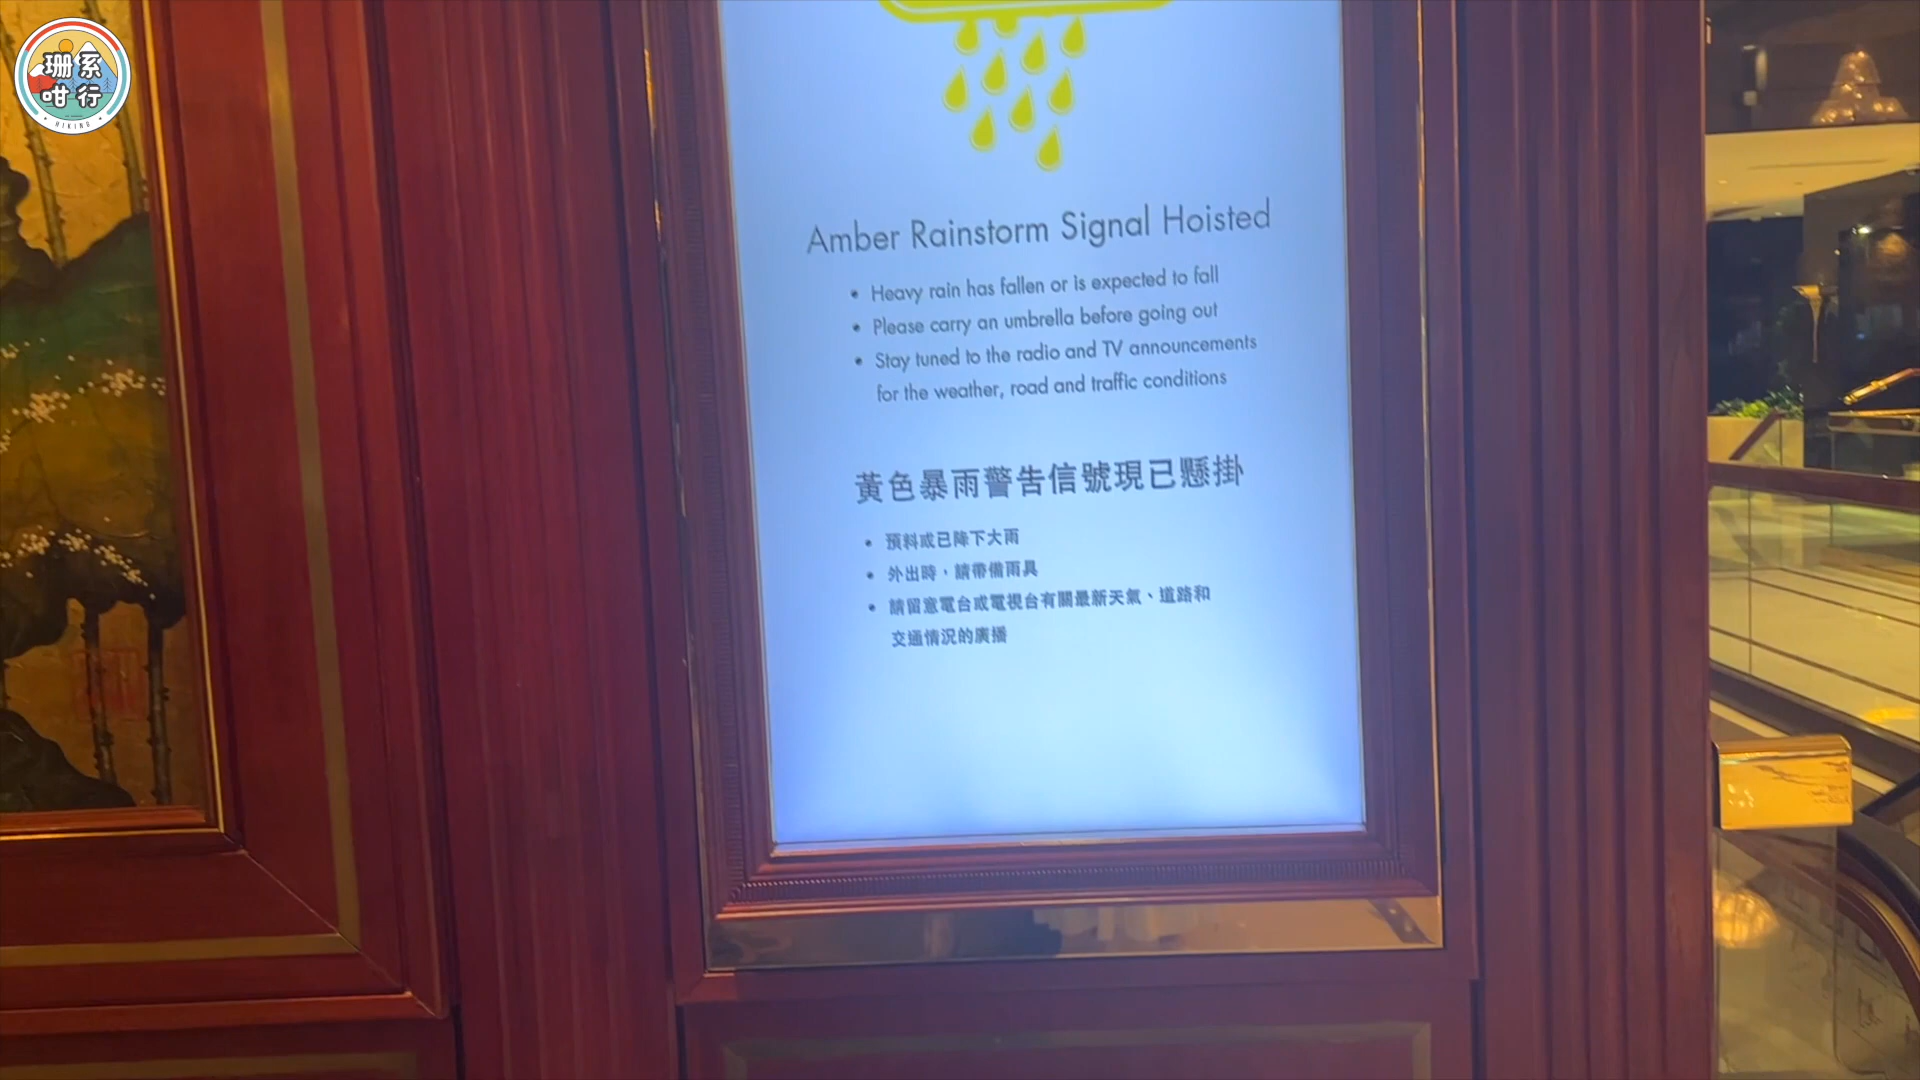 珊系
咁行
HIKING
Amber Rainstorm Signal Hoisted
• Heavy rain has fallen or is expected to fall
• Please carry an umbrella before going out
• Stay tuned to the radio and TV announcements
for the weather, road and traffic conditions
黃色暴雨警告信號現已懸掛
• 預料或已降下大雨
• 外出時，請帶備雨具
• 請留意電台或電視台有關最新天氣、道路和
交通情況的廣播